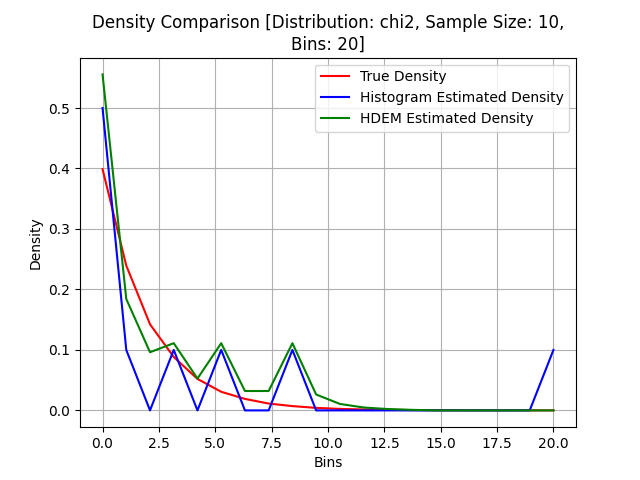 Density Comparison [Distribution: chi2, Sample Size: 10,
Bins: 20]
True Density
Histogram Estimated Density
HDEM Estimated Density
Density
0.5
0.4
0.3
0.2
0.1
0.0
0.0 2.5 5.0 7.5 10.0 12.5 15.0 17.5 20.0
Bins